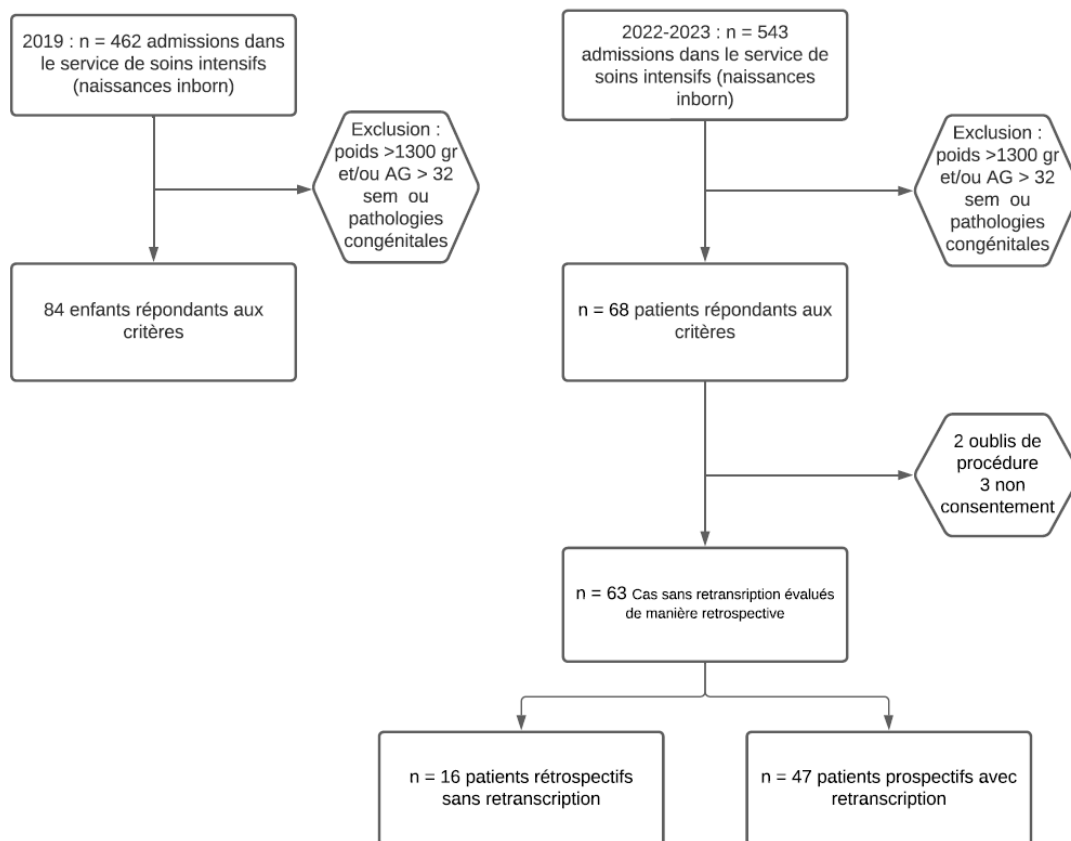 2019 : n = 462 admissions dans
le service de soins intensifs
(naissances inborn)
2022-2023 : n = 543
admissions dans le service de
soins intensifs (naissances
inborn)
Exclusion :
poids >1300 gr
et/ou AG > 32
sem ou
pathologies
congénitales
Exclusion :
poids >1300 gr
et/ou AG > 32
sem ou
pathologies
congénitales
84 enfants répondants aux
critères
n = 68 patients répondants aux
critères
2 oublis de
procédure
3 non
consentement
n = 63 Cas sans retransription évalués
de manière retrospective
n = 16 patients rétrospectifs
sans retranscription
n = 47 patients prospectifs avec
retranscription